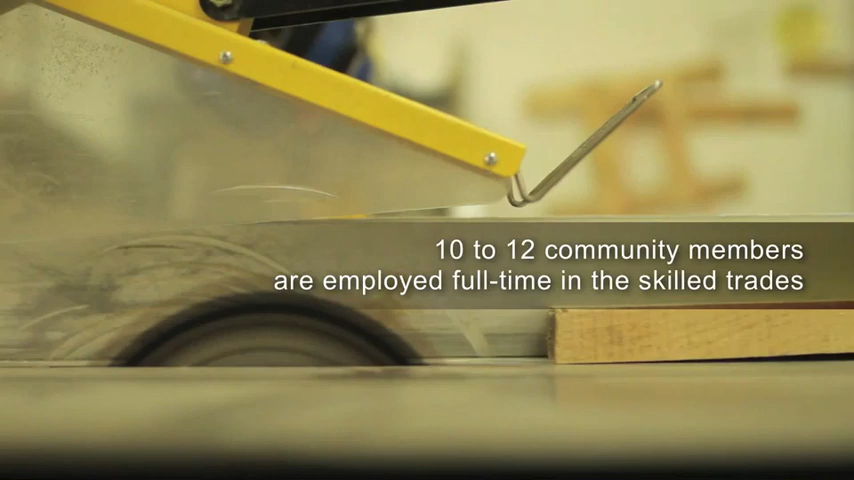 10 to 12 community members
are employed full-time in the skilled trades